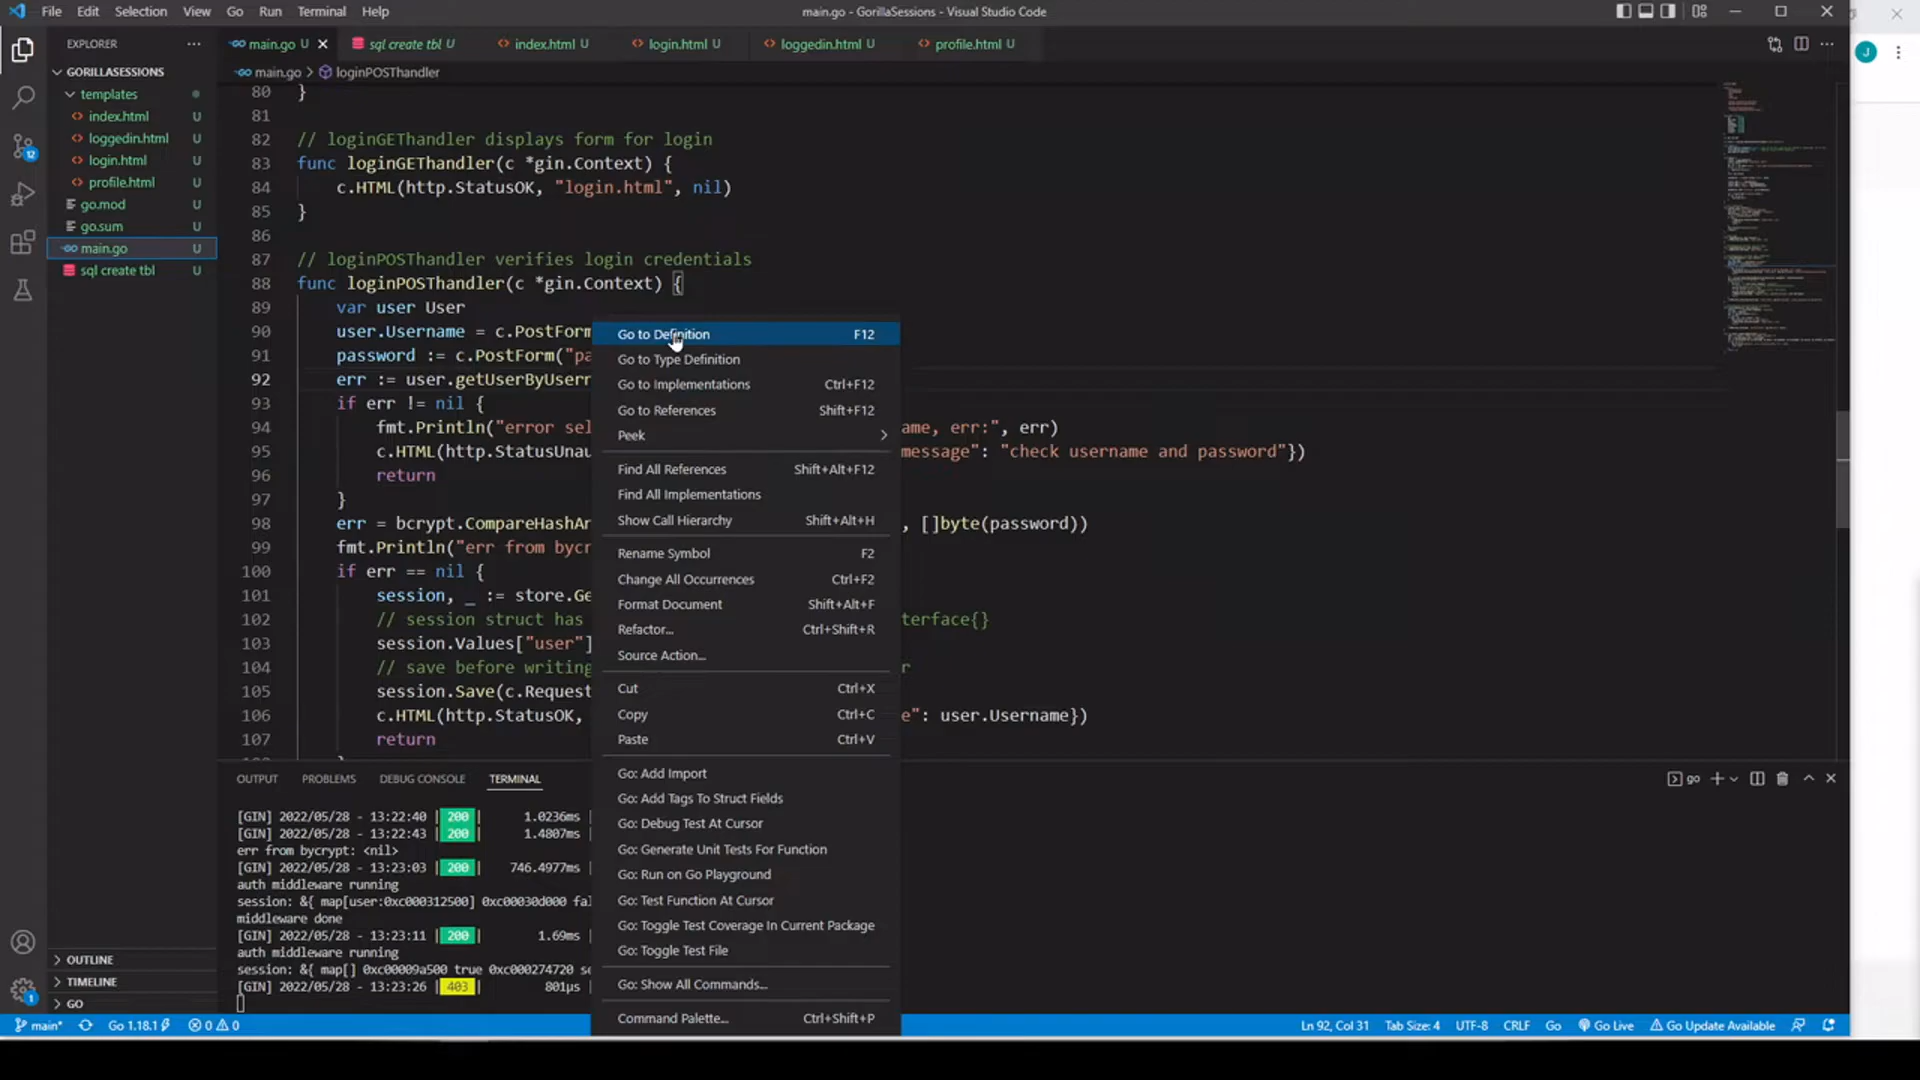 File Edit Selection View Go Run Terminal Help
main.go - GorillaSessions - Visual Studio Code
EXPLORER ···
main.go U
sql create tbl U
index.html U
login.html U
loggedin.html U
profile.html U
J
GORILLASESSIONS
templates
index.html U
loggedin.html U
login.html U
profile.html U
go.mod U
go.sum U
main.go U
sql create tbl U
12
1
main.go > loginPOSThandler
80 }
81
82 // loginGEThandler displays form for login
83 func loginGEThandler(c *gin.Context) {
84 c.HTML(http.StatusOK, "login.html", nil)
85 }
86
87 // loginPOSThandler verifies login credentials
88 func loginPOSThandler(c *gin.Context) {
89 var user User
90 user.Username = c.PostForm
91 password := c.PostForm("pa
92 err := user.getUserByUsern
93 if err != nil {
94 fmt.Println("error sel ame, err:", err)
95 c.HTML(http.StatusUnau message": "check username and password"})
96 return
97 }
98 err = bcrypt.CompareHashAn , []byte(password))
99 fmt.Println("err from bycr
100 if err == nil {
101 session, _ := store.Ge
102 // session struct has terface{}
103 session.Values["user"]
104 // save before writing r
105 session.Save(c.Request
106 c.HTML(http.StatusOK, e": user.Username})
107 return
Go to Definition F12
Go to Type Definition
Go to Implementations Ctrl+F12
Go to References Shift+F12
Peek >
Find All References Shift+Alt+F12
Find All Implementations
Show Call Hierarchy Shift+Alt+H
Rename Symbol F2
Change All Occurrences Ctrl+F2
Format Document Shift+Alt+F
Refactor... Ctrl+Shift+R
Source Action...
Cut Ctrl+X
Copy Ctrl+C
Paste Ctrl+V
Go: Add Import
Go: Add Tags To Struct Fields
Go: Debug Test At Cursor
Go: Generate Unit Tests For Function
Go: Run on Go Playground
Go: Test Function At Cursor
Go: Toggle Test Coverage In Current Package
Go: Toggle Test File
Go: Show All Commands...
Command Palette... Ctrl+Shift+P
OUTPUT PROBLEMS DEBUG CONSOLE TERMINAL
go
[GIN] 2022/05/28 - 13:22:40 | 200 | 1.0236ms |
[GIN] 2022/05/28 - 13:22:43 | 200 | 1.4807ms |
err from bycrypt: <nil>
[GIN] 2022/05/28 - 13:23:03 | 200 | 746.4977ms |
auth middleware running
session: &{ map[user:0xc000312500] 0xc00030d000 fal
middleware done
[GIN] 2022/05/28 - 13:23:11 | 200 | 1.69ms |
auth middleware running
session: &{ map[] 0xc00009a500 true 0xc000274720 se
[GIN] 2022/05/28 - 13:23:26 | 403 | 801µs |
OUTLINE
TIMELINE
GO
main* Go 1.18.1 0 0
Ln 92, Col 31 Tab Size: 4 UTF-8 CRLF Go Go Live Go Update Available